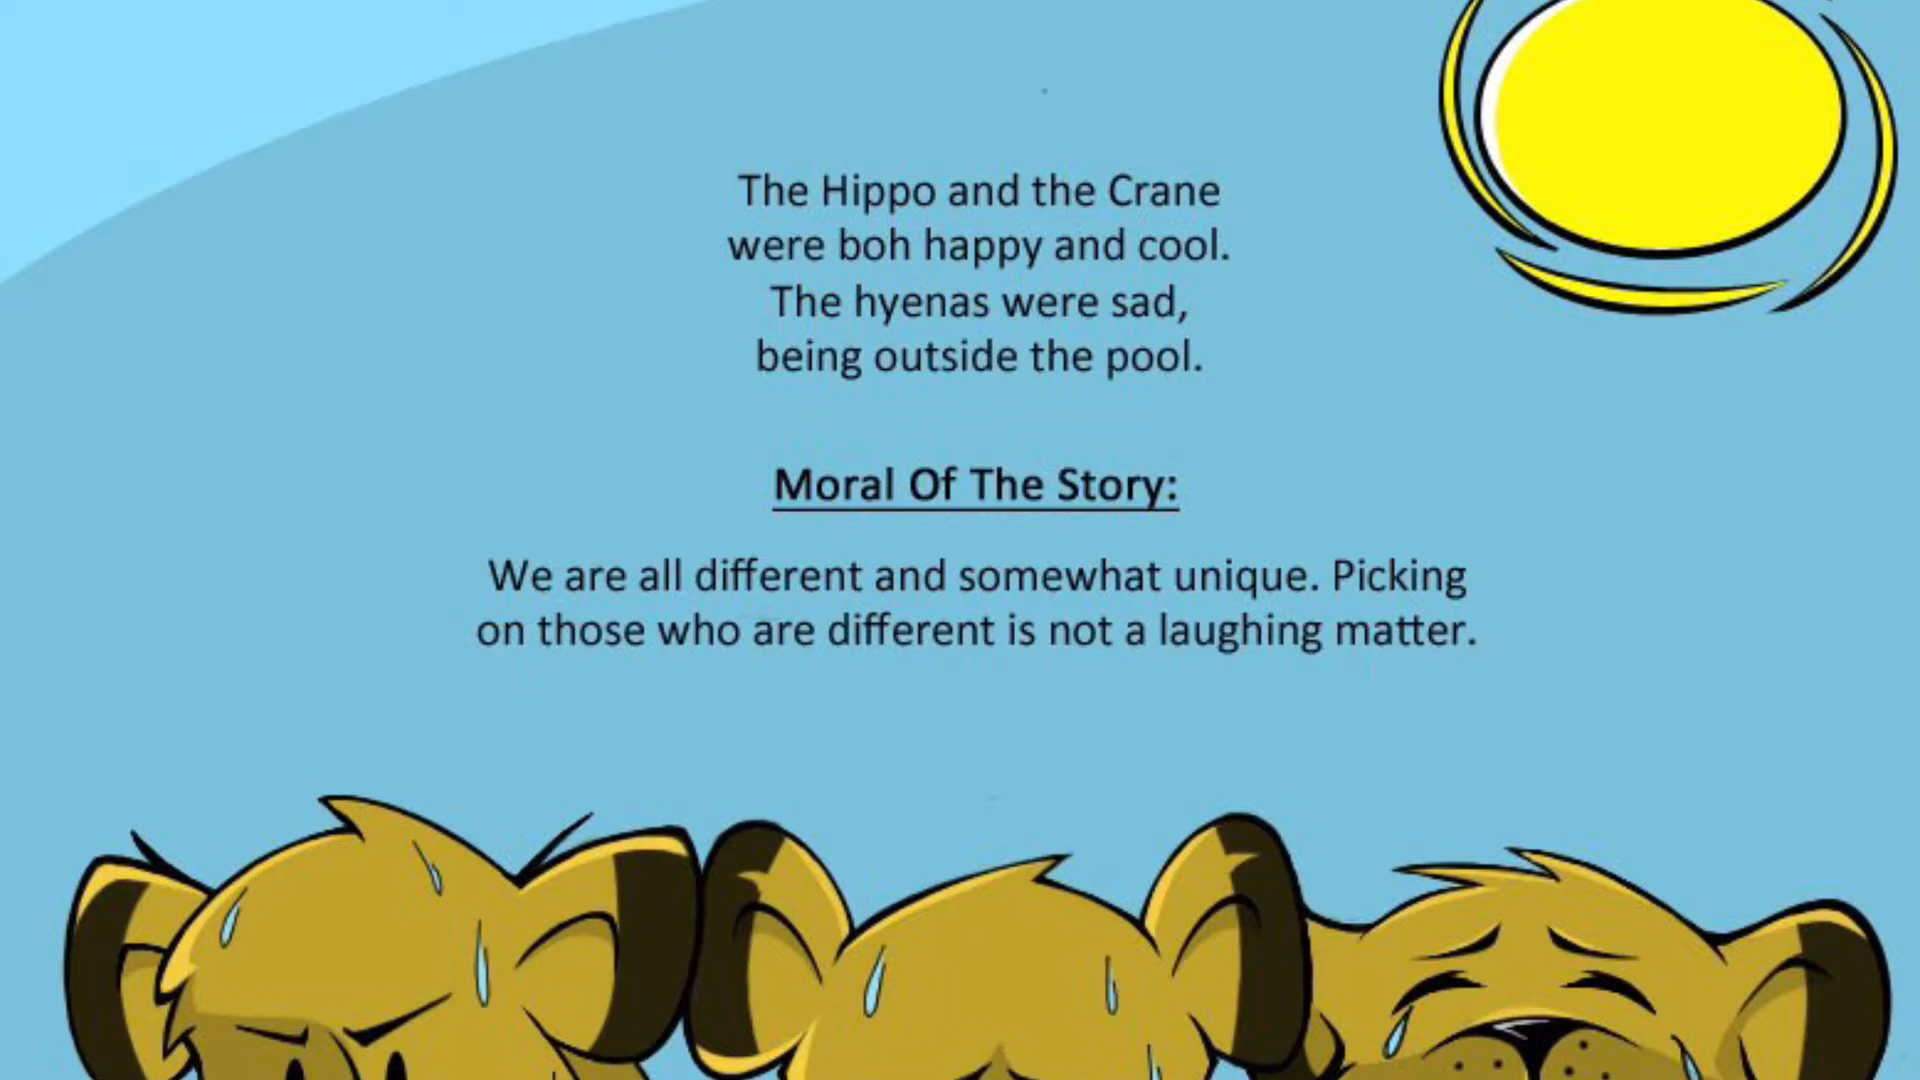 The Hippo and the Crane
were boh happy and cool.
The hyenas were sad,
being outside the pool.
Moral Of The Story:
We are all different and somewhat unique. Picking
on those who are different is not a laughing matter.